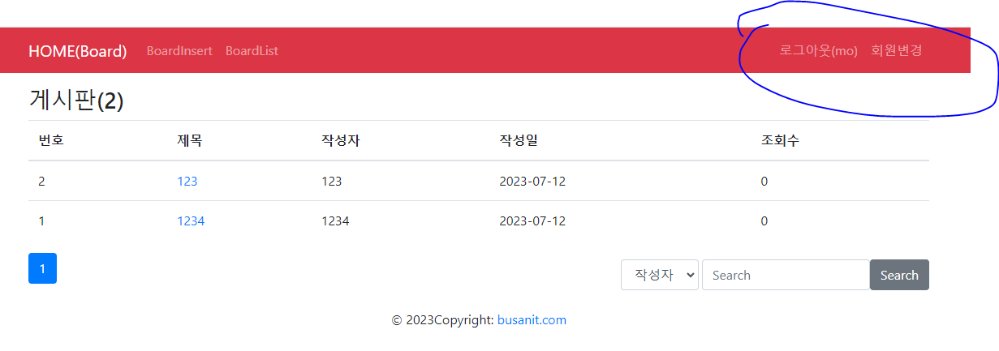 HOME(Board) BoardInsert BoardList 로그아웃(mo) 회원변경
게시판(2)
번호 제목 작성자 작성일 조회수
2 123 123 2023-07-12 0
1 1234 1234 2023-07-12 0
1 작성자 Search Search
© 2023Copyright: busanit.com